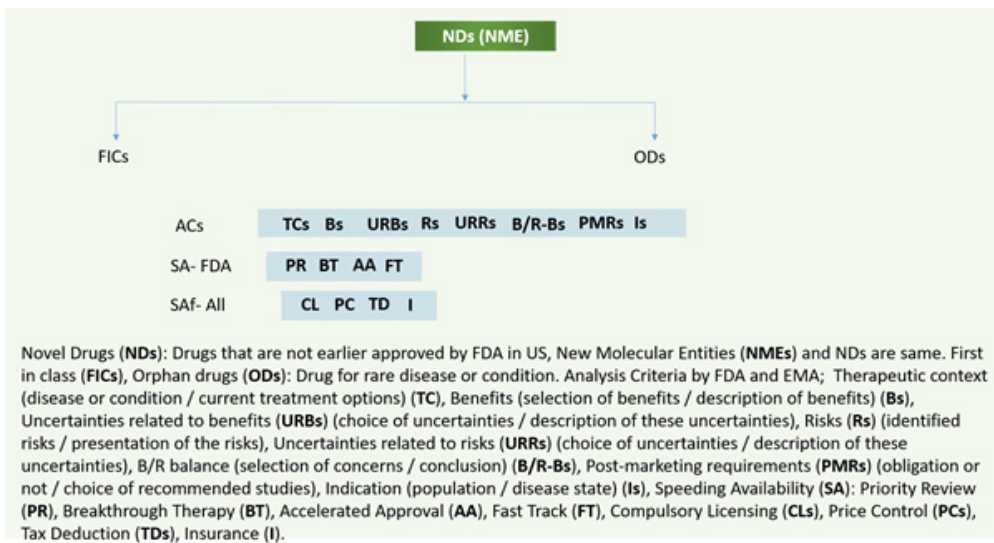 NDs (NME)
FICs
ODs
ACs TCs Bs URBs Rs URRs B/R-Bs PMRs Is
SA- FDA PR BT AA FT
SAf- All CL PC TD I
Novel Drugs (NDs): Drugs that are not earlier approved by FDA in US, New Molecular Entities (NMEs) and NDs are same. First
in class (FICs), Orphan drugs (ODs): Drug for rare disease or condition. Analysis Criteria by FDA and EMA; Therapeutic context
(disease or condition / current treatment options) (TC), Benefits (selection of benefits / description of benefits) (Bs),
Uncertainties related to benefits (URBs) (choice of uncertainties / description of these uncertainties), Risks (Rs) (identified
risks / presentation of the risks), Uncertainties related to risks (URRs) (choice of uncertainties / description of these
uncertainties), B/R balance (selection of concerns / conclusion) (B/R-Bs), Post-marketing requirements (PMRs) (obligation or
not / choice of recommended studies), Indication (population / disease state) (Is), Speeding Availability (SA): Priority Review
(PR), Breakthrough Therapy (BT), Accelerated Approval (AA), Fast Track (FT), Compulsory Licensing (CLs), Price Control (PCs),
Tax Deduction (TDs), Insurance (I).